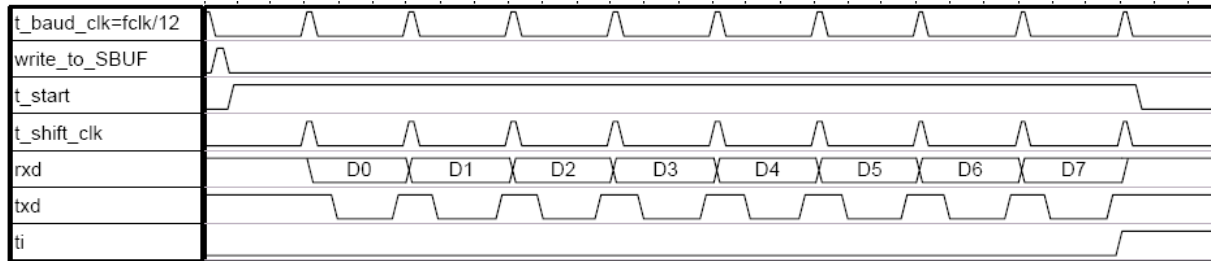 t_baud_clk=fclk/12
write_to_SBUF
t_start
t_shift_clk
rxd D0 D1 D2 D3 D4 D5 D6 D7
txd
ti